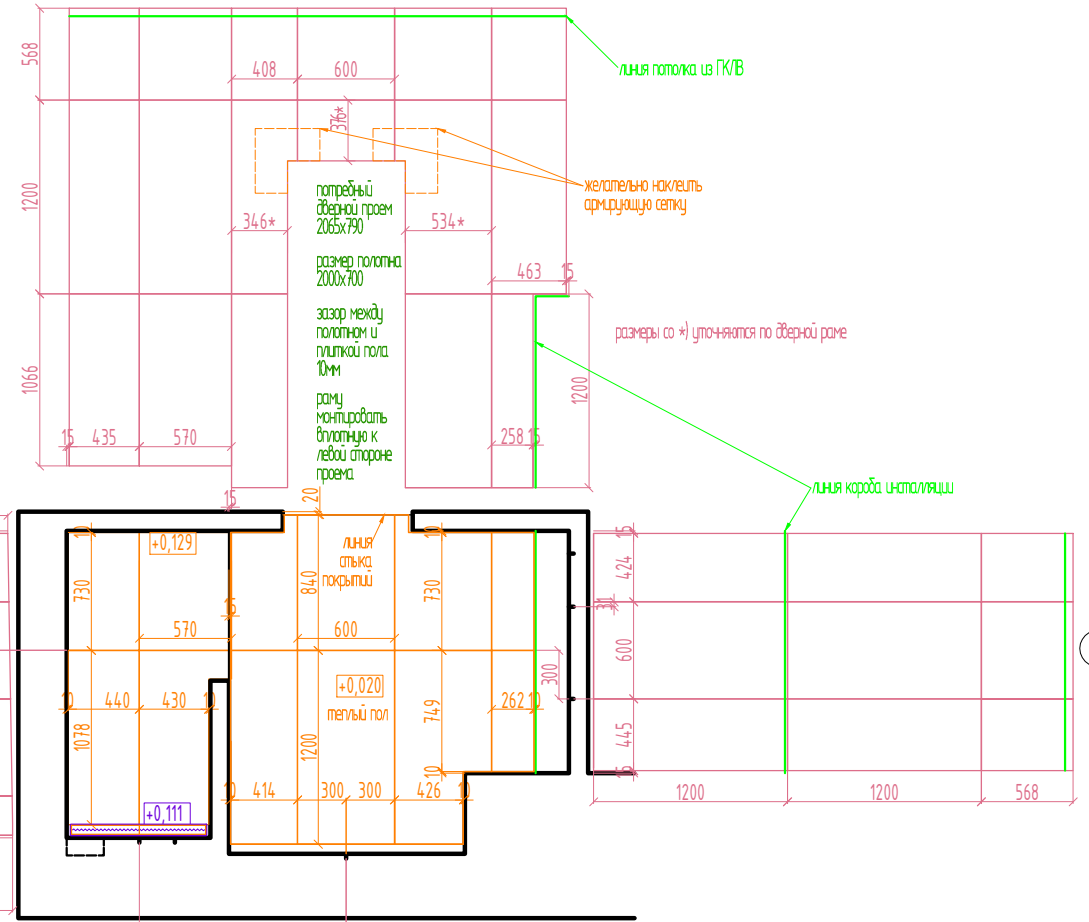 568
408
600
линия потолка из ГКЛВ
376*
1200
желательно наклеить
армирующую сетку
потребный
дверной проем
2065х790
346*
534*
размер полотна
2000х700
463
15
зазор между
полотном и
плиткой пола
10мм
размеры со *) уточняются по дверной раме
1066
1200
раму
монтировать
вплотную к
левой стороне
проема
15
435
570
258
15
линия короба инсталляции
15
20
10
+0,129
линия
стыка
покрытий
10
15
730
840
730
424
15
31
570
600
600
300
+0,020
теплый пол
10
440
430
10
262
10
1078
1200
749
445
10
15
+0,111
10
414
300
300
426
10
1200
1200
568